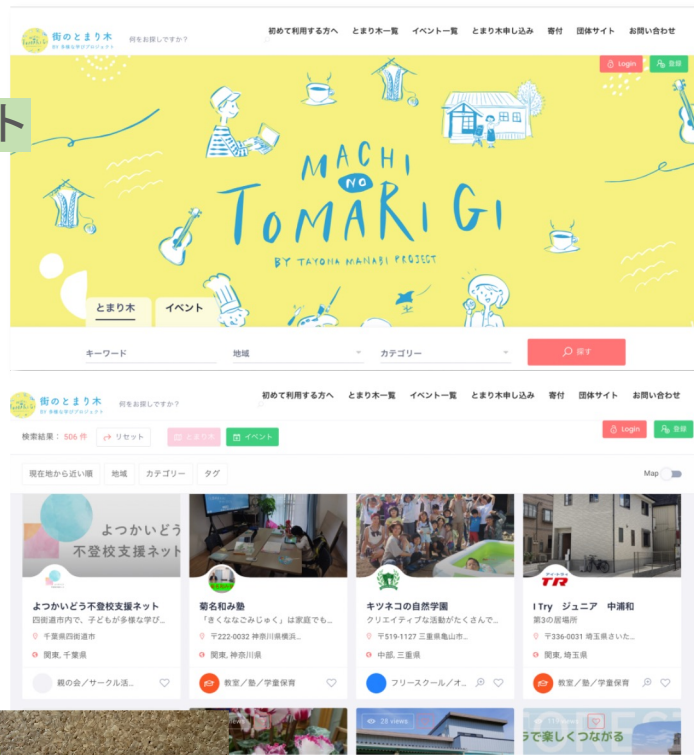 街のとまり木
BY 多様な学びプロジェクト
何をお探しですか？
初めて利用する方へ とまり木一覧 イベント一覧 とまり木申し込み 寄付 団体サイト お問い合わせ
Login 登録
ト
MACHI
NO
TOMARIGI
BY TAYOHA MANABI PROJECT
とまり木 イベント
キーワード 地域 カテゴリー 探す
街のとまり木
BY 多様な学びプロジェクト
何をお探しですか？
初めて利用する方へ とまり木一覧 イベント一覧 とまり木申し込み 寄付 団体サイト お問い合わせ
検索結果： 506 件 リセット とまり木 イベント
Login 登録
現在地から近い順 地域 カテゴリー タグ Map
よつかいどう
不登校支援ネット
TR
よつかいどう不登校支援ネット
四街道市内で、子どもが多様な学び…
千葉県四街道市
関東, 千葉県
親の会／サークル活…
菊名和み塾
「きくななごみじゅく」は家庭でも…
〒222-0032 神奈川県横浜…
関東, 神奈川県
教室／塾／学童保育
キツネコの自然学園
クリエイティブな活動がたくさんで…
〒519-1127 三重県亀山市…
中部, 三重県
フリースクール／オ…
I Try ジュニア 中浦和
第3の居場所
〒336-0031 埼玉県さいた…
関東, 埼玉県
教室／塾／学童保育
views
28 views
views
ラで楽しくつながる